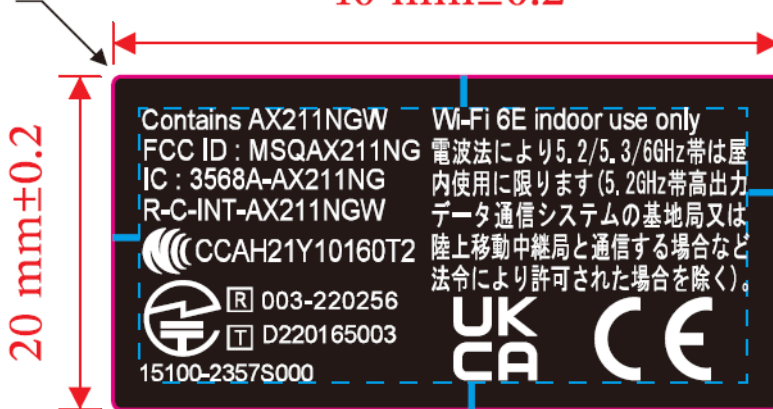 20 mm±0.2
Contains AX211NGW
FCC ID : MSQAX211NG
IC : 3568A-AX211NG
R-C-INT-AX211NGW
CCAH21Y10160T2
R 003-220256
T D220165003
15100-2357S000
Wi-Fi 6E indoor use only
電波法により5.2/5.3/6GHz帯は屋
内使用に限ります(5.2GHz帯高出力
データ通信システムの基地局又は
陸上移動中継局と通信する場合など
法令により許可された場合を除く)。
UK
CA
CE